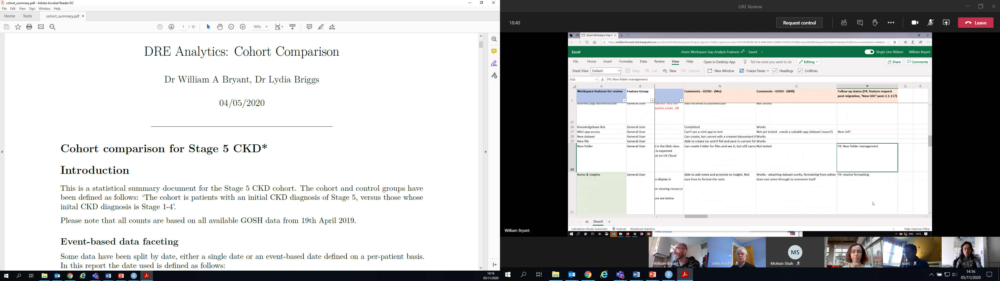 cohort_summary.pdf - Adobe Acrobat Reader DC
File Edit View Sign Window Help
Home Tools cohort_summary.pdf ×
1 / 13 195%
DRE Analytics: Cohort Comparison
Dr William A Bryant, Dr Lydia Briggs
04/05/2020
Cohort comparison for Stage 5 CKD*
Introduction
This is a statistical summary document for the Stage 5 CKD cohort. The cohort and control groups have
been defined as follows: ‘The cohort is patients with an initial CKD diagnosis of Stage 5, versus those whose
inital CKD diagnosis is Stage 1-4’.
Please note that all counts are based on all available GOSH data from 19th April 2019.
Event-based data faceting
Some data have been split by date, either a single date or an event-based date defined on a per-patient basis.
In this report the date used is defined as follows:
14:16
05/11/2020
UAT Review
18:40 Request control Leave
Azure Workspace Gap A
Excel Azure Workspace Gap Analysis Features - Saved Single Line Ribbon William Bryant
File Home Insert Formulas Data Review View Help Open in Desktop App Tell me what you want to do Editing Share Comments
Sheet View Default Keep Exit New Options New Window Freeze Panes Headings Gridlines
P30 fx FR: New folder management
A B N O P Q R
1 Workspace features for review Feature Group Comments - GOSH - (Mo) Comments - GOSH - (Will) Follow up status (FR: feature request
post-migration, 'New UAT' post-2.1.11?)
Internet/app authentication General User SMS recieved to authenticate Not tested
eceive a text. All
25
26 Knowledgebase link General User Completed Works
27 Mini-app access General User Can't see a mini app to test Not yet tested - needs a suitable app (dataset issues?) New UAT
28 New dataset General User Can create, but cannot edit a created datasetand tl Works
29 New file General User Able to create csv and R fiel and save in current fol Works
New folder General User t in the blob view. Can create Folder for files and see it, but still cannc Not tested FR: New folder management
s is expected
ot on UK Cloud
30
Notes & insights General User Able to add notes and promote to insight. Not Works - attaching dataset works, formatting from editor FR: resolve formatting
n display in sure how to format the note. does not come through to comment itself
en viewing resource
ure see below
31
Sheet1
Calculation Mode: Automatic Internal Workbook Statistics Help Improve Office
Methods
ENG 14:16
William Bryant
William Bryant John Booth MS Mohsin Shah Natassa Spiridou Richard Issitt
14:16
05/11/2020